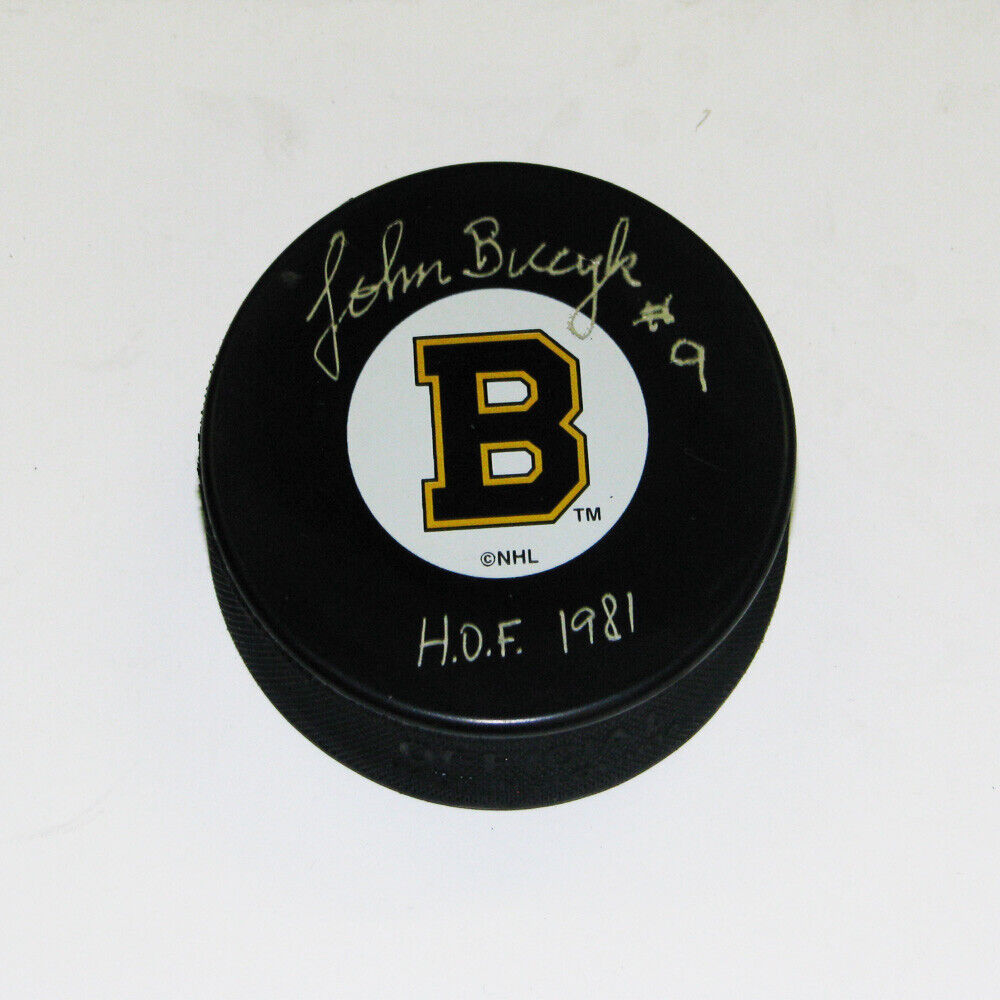 John Bucyk
#9
B
TM
©NHL
H.O.F. 1981